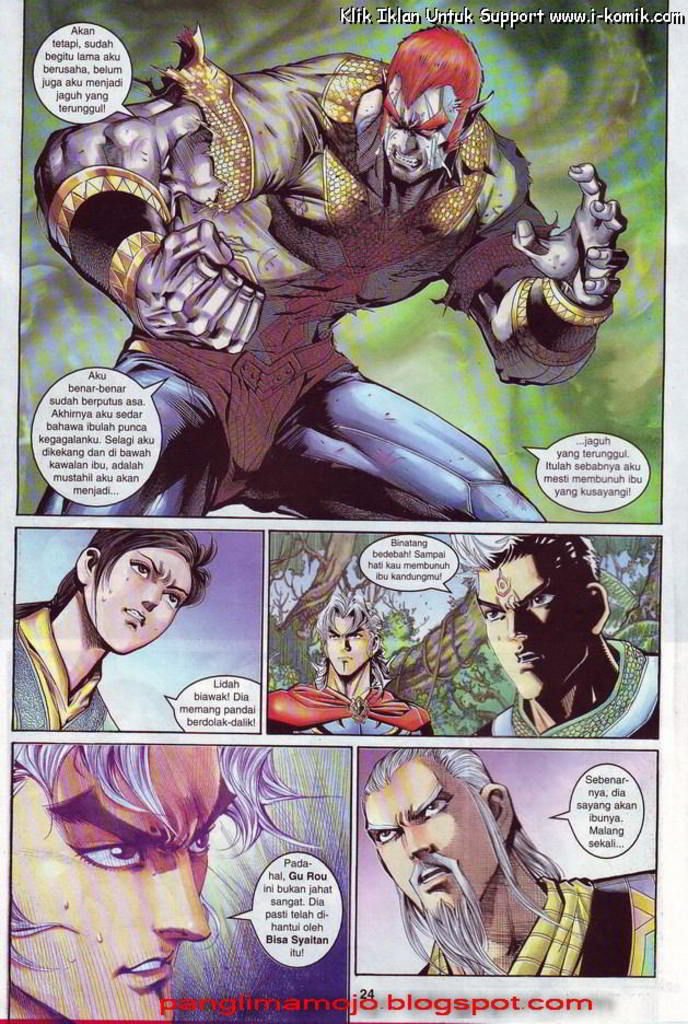 Klik Iklan Untuk Support www.i-komik.com
Akan
tetapi, sudah
begitu lama aku
berusaha, belum
juga aku menjadi
jaguh yang
terunggul!
Aku
benar-benar
sudah berputus asa.
Akhirnya aku sedar
bahawa ibulah punca
kegagalanku. Selagi aku
dikekang dan di bawah
kawalan ibu, adalah
mustahil aku akan
menjadi...
...jaguh
yang terunggul.
Itulah sebabnya aku
mesti membunuh ibu
yang kusayangi!
Lidah
biawak! Dia
memang pandai
berdolak-dalik!
Binatang
bedebah! Sampai
hati kau membunuh
ibu kandungmu!
Pada-
hal, Gu Rou
ini bukan jahat
sangat. Dia
pasti telah di-
hantui oleh
Bisa Syaitan
itu!
Sebenar-
nya, dia
sayang akan
ibunya.
Malang
sekali...
24
panglimamojo.blogspot.com